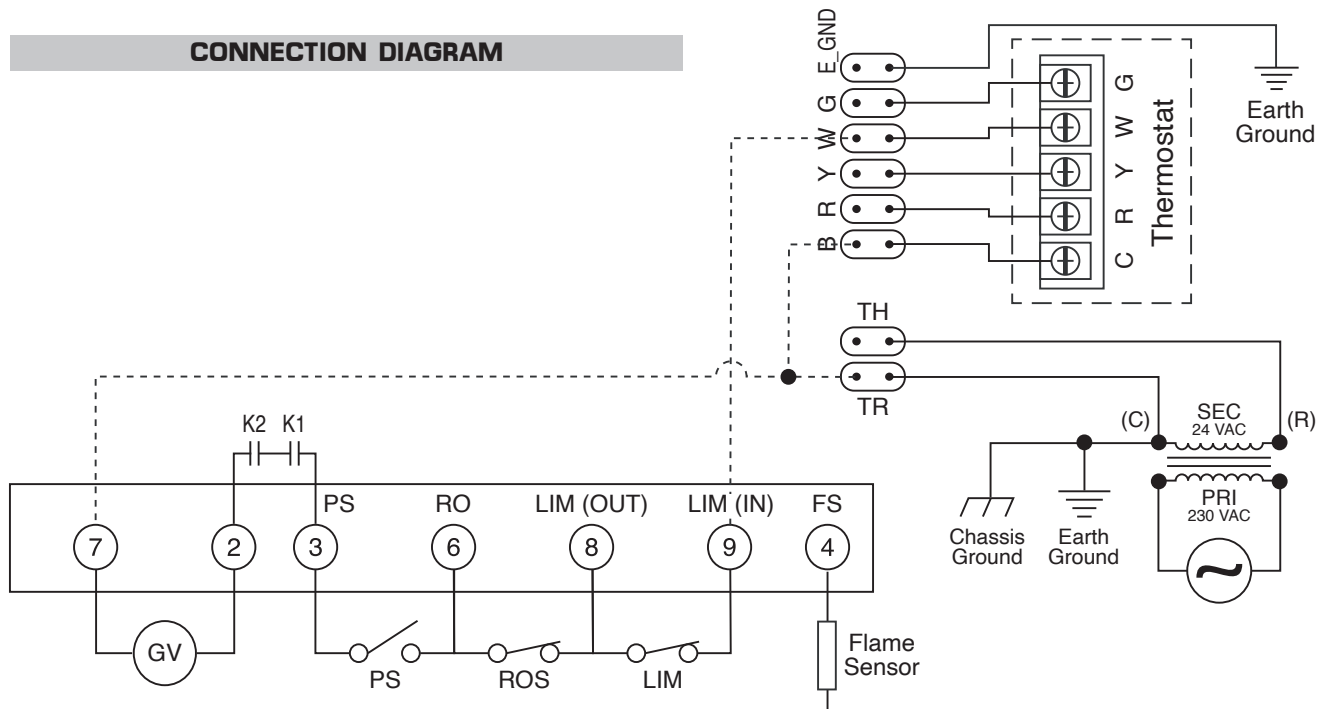 CONNECTION DIAGRAM
E_GND
G
W
Y
R
B
G
W
Y
R
C
Thermostat
Earth
Ground
TH
TR
(C)
SEC
24 VAC
(R)
PRI
230 VAC
Chassis
Ground
Earth
Ground
K2
K1
PS
RO
LIM (OUT)
LIM (IN)
FS
7
2
3
6
8
9
4
GV
PS
ROS
LIM
Flame
Sensor